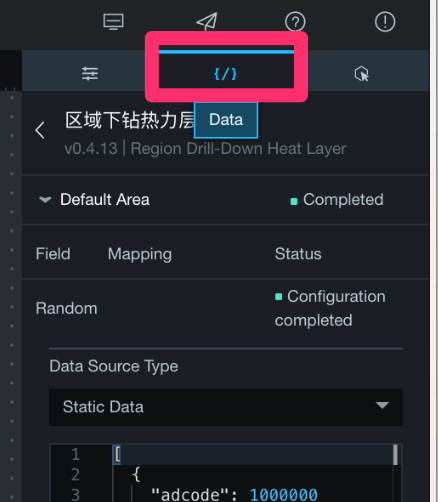 {/}
区域下钻热力层
Data
v0.4.13 | Region Drill-Down Heat Layer
Default Area
Completed
Field Mapping Status
Random
Configuration
completed
Data Source Type
Static Data
1 [
2 {
3 "adcode": 1000000